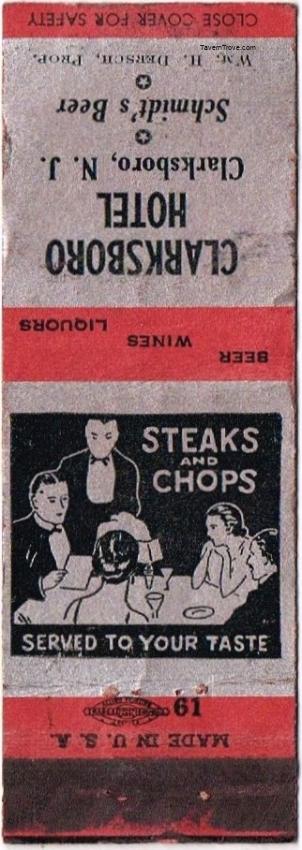 TavernTrove.com
CLOSE COVER FOR SAFETY
Wm. H. Dersch, Prop.
Schmidt's Beer
Clarksboro, N. J.
CLARKSBORO
HOTEL
BEER WINES LIQUORS
STEAKS
AND
CHOPS
SERVED TO YOUR TASTE
19
MADE IN U. S. A.